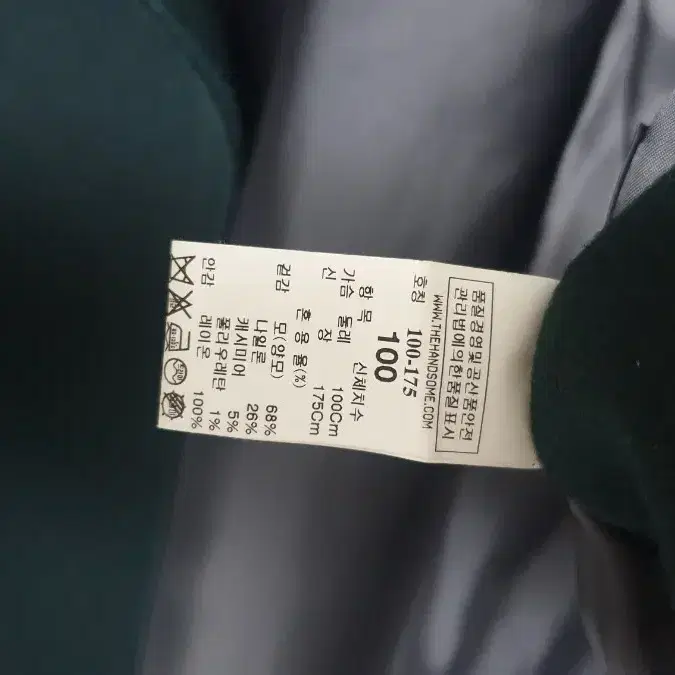 품질경영및공산품안전
관리법에의한품질표시
WWW.THEHANDSOME.COM
호칭 100-175
100
항 목 신체치수
가슴 둘레 100Cm
신 장 175Cm
혼 용 율(%)
겉감 모(양모) 68%
나일론 26%
캐시미어 5%
폴리우레탄 1%
안감 레이온 100%